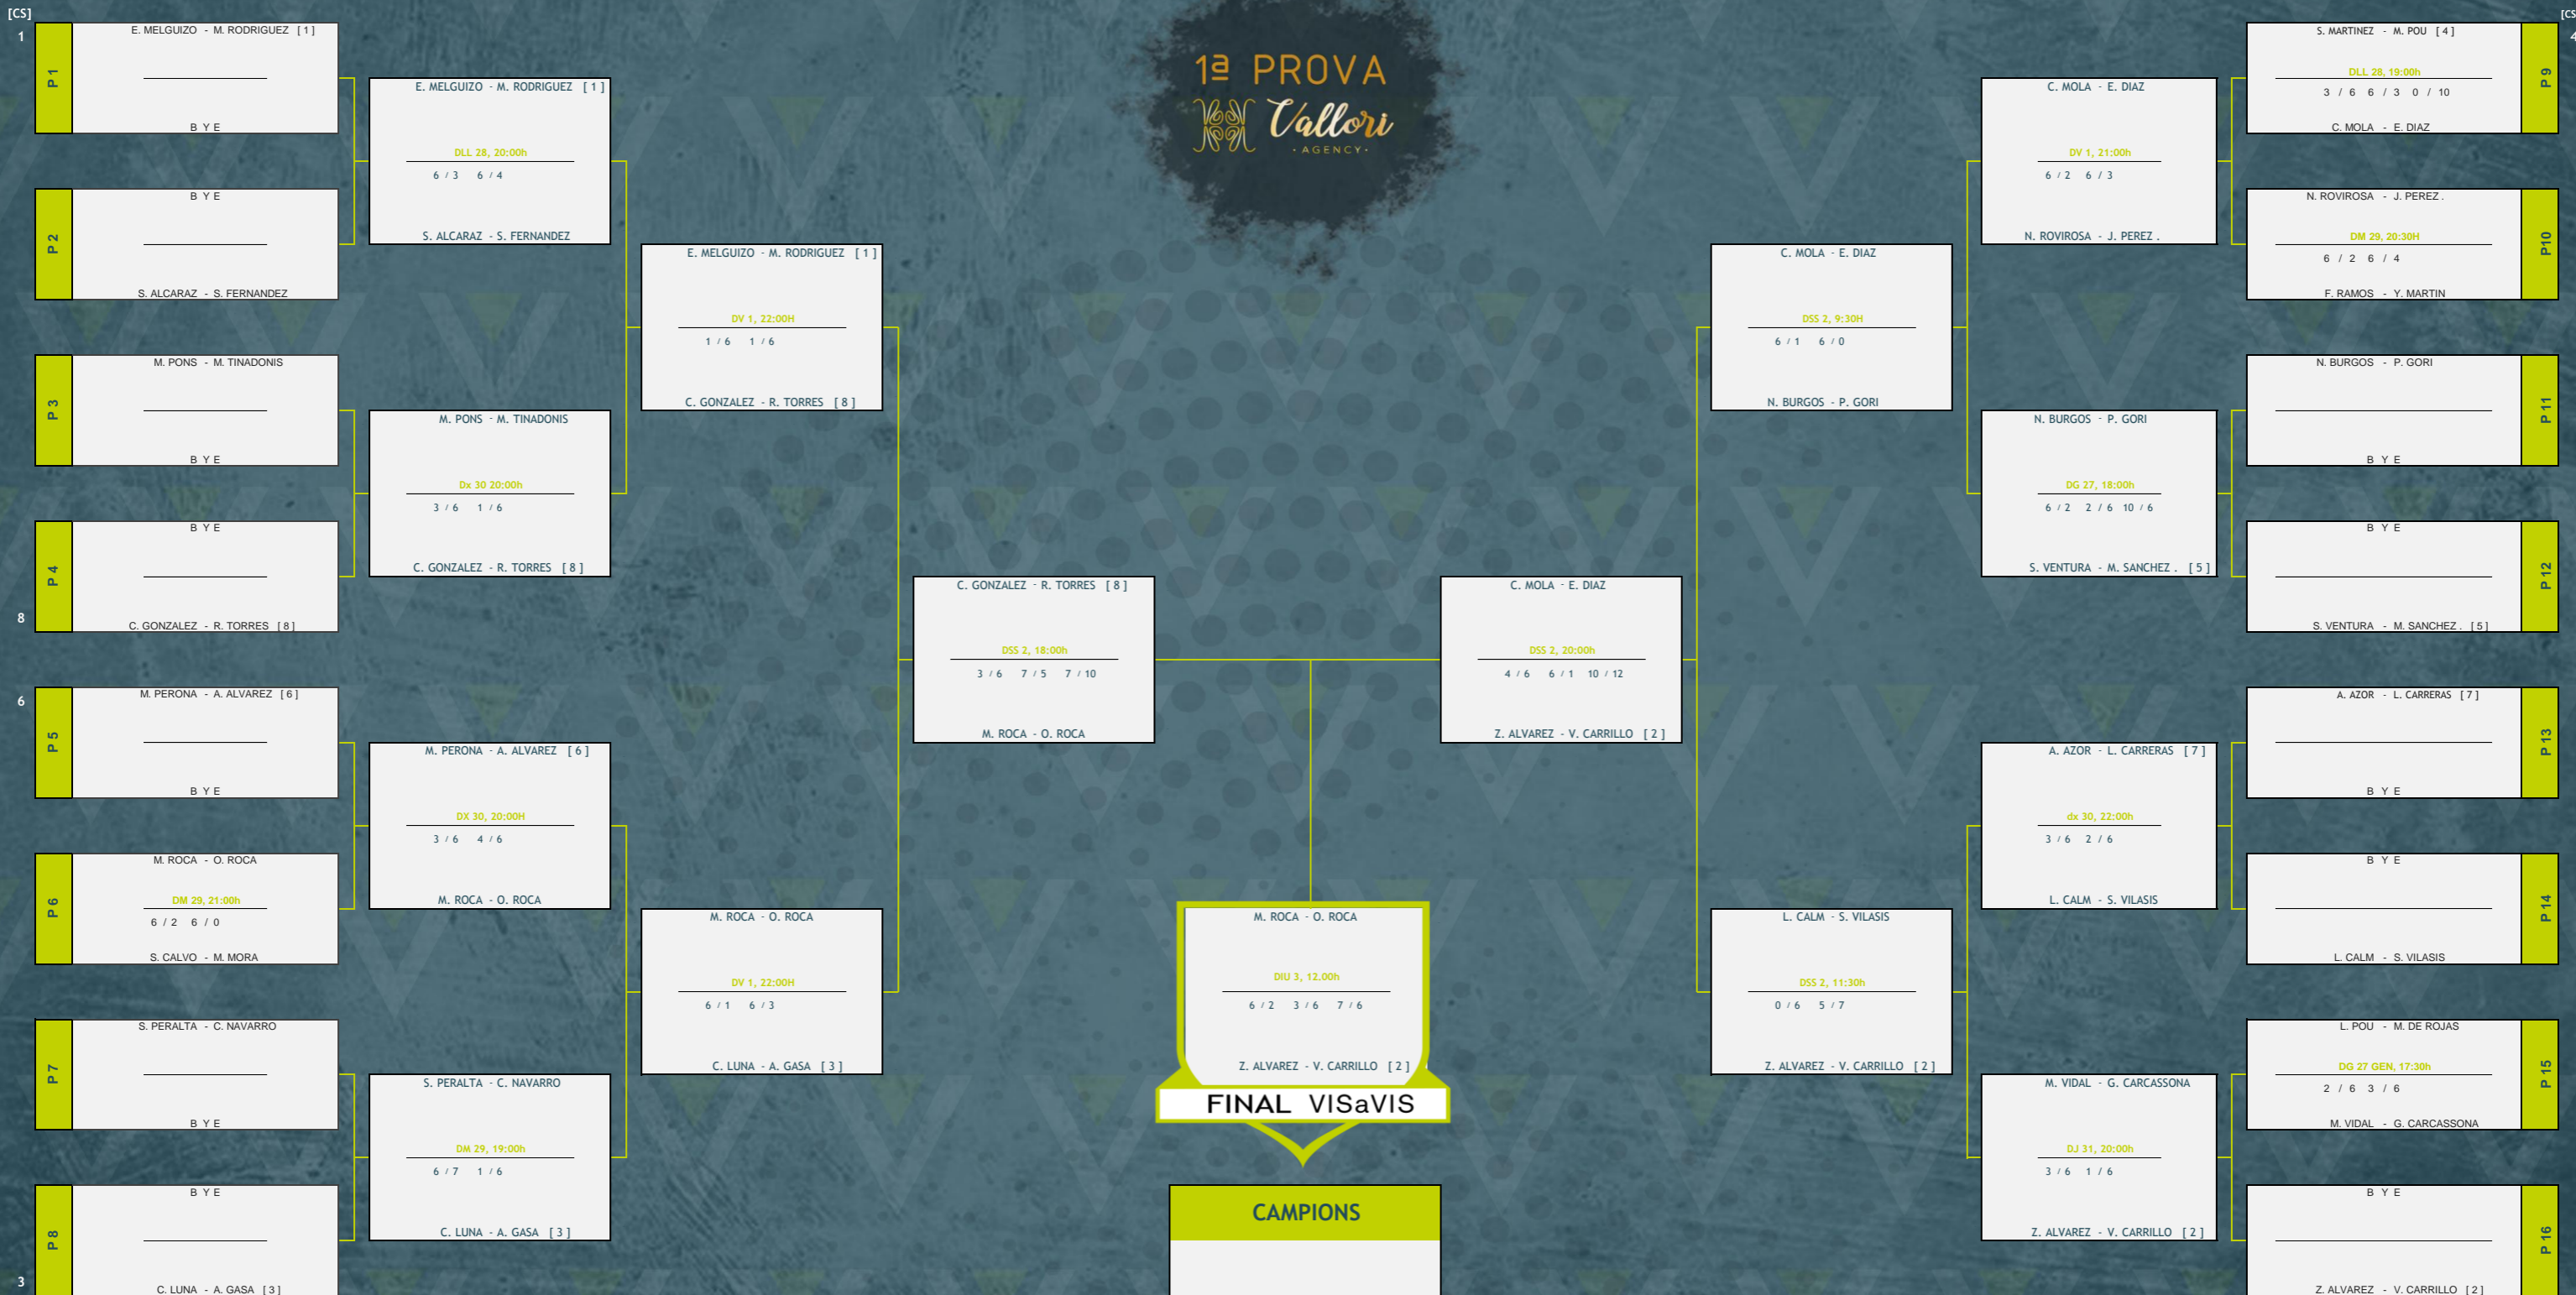 [CS]
1
P 1
E. MELGUIZO - M. RODRIGUEZ [ 1 ]
B Y E
P 2
B Y E
S. ALCARAZ - S. FERNANDEZ
P 3
M. PONS - M. TINADONIS
B Y E
P 4
B Y E
8
C. GONZALEZ - R. TORRES [ 8 ]
6
P 5
M. PERONA - A. ALVAREZ [ 6 ]
B Y E
P 6
M. ROCA - O. ROCA
DM 29, 21:00h
6 / 2 6 / 0
S. CALVO - M. MORA
P 7
S. PERALTA - C. NAVARRO
B Y E
P 8
B Y E
3
C. LUNA - A. GASA [ 3 ]
E. MELGUIZO - M. RODRIGUEZ [ 1 ]
DLL 28, 20:00h
6 / 3 6 / 4
S. ALCARAZ - S. FERNANDEZ
M. PONS - M. TINADONIS
Dx 30 20:00h
3 / 6 1 / 6
C. GONZALEZ - R. TORRES [ 8 ]
M. PERONA - A. ALVAREZ [ 6 ]
DX 30, 20:00H
3 / 6 4 / 6
M. ROCA - O. ROCA
S. PERALTA - C. NAVARRO
DM 29, 19:00h
6 / 7 1 / 6
C. LUNA - A. GASA [ 3 ]
E. MELGUIZO - M. RODRIGUEZ [ 1 ]
DV 1, 22:00H
1 / 6 1 / 6
C. GONZALEZ - R. TORRES [ 8 ]
M. ROCA - O. ROCA
DV 1, 22:00H
6 / 1 6 / 3
C. LUNA - A. GASA [ 3 ]
C. GONZALEZ - R. TORRES [ 8 ]
DSS 2, 18:00h
3 / 6 7 / 5 7 / 10
M. ROCA - O. ROCA
1ª PROVA
Vallori
· AGENCY ·
M. ROCA - O. ROCA
DIU 3, 12.00h
6 / 2 3 / 6 7 / 6
Z. ALVAREZ - V. CARRILLO [ 2 ]
FINAL VISaVIS
CAMPIONS
C. MOLA - E. DIAZ
DSS 2, 20:00h
4 / 6 6 / 1 10 / 12
Z. ALVAREZ - V. CARRILLO [ 2 ]
C. MOLA - E. DIAZ
DSS 2, 9:30H
6 / 1 6 / 0
N. BURGOS - P. GORI
L. CALM - S. VILASIS
DSS 2, 11:30h
0 / 6 5 / 7
Z. ALVAREZ - V. CARRILLO [ 2 ]
C. MOLA - E. DIAZ
DV 1, 21:00h
6 / 2 6 / 3
N. ROVIROSA - J. PEREZ .
N. BURGOS - P. GORI
DG 27, 18:00h
6 / 2 2 / 6 10 / 6
S. VENTURA - M. SANCHEZ . [ 5 ]
A. AZOR - L. CARRERAS [ 7 ]
dx 30, 22:00h
3 / 6 2 / 6
L. CALM - S. VILASIS
M. VIDAL - G. CARCASSONA
DJ 31, 20:00h
3 / 6 1 / 6
Z. ALVAREZ - V. CARRILLO [ 2 ]
[CS
4
S. MARTINEZ - M. POU [ 4 ]
P 9
DLL 28, 19:00h
3 / 6 6 / 3 0 / 10
C. MOLA - E. DIAZ
N. ROVIROSA - J. PEREZ .
P10
DM 29, 20:30H
6 / 2 6 / 4
F. RAMOS - Y. MARTIN
N. BURGOS - P. GORI
P 11
B Y E
B Y E
P 12
S. VENTURA - M. SANCHEZ . [ 5 ]
A. AZOR - L. CARRERAS [ 7 ]
P 13
B Y E
B Y E
P 14
L. CALM - S. VILASIS
L. POU - M. DE ROJAS
P 15
DG 27 GEN, 17:30h
2 / 6 3 / 6
M. VIDAL - G. CARCASSONA
B Y E
P 16
Z. ALVAREZ - V. CARRILLO [ 2 ]